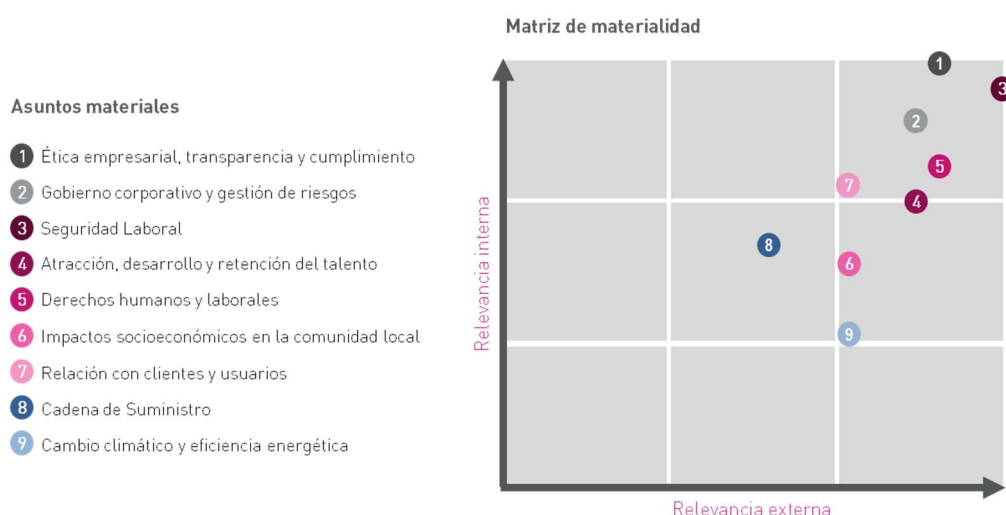 Matriz de materialidad
Asuntos materiales
1 Ética empresarial, transparencia y cumplimiento
2 Gobierno corporativo y gestión de riesgos
3 Seguridad Laboral
4 Atracción, desarrollo y retención del talento
5 Derechos humanos y laborales
6 Impactos socioeconómicos en la comunidad local
7 Relación con clientes y usuarios
8 Cadena de Suministro
9 Cambio climático y eficiencia energética
Relevancia interna
1
3
2
5
7
4
8
6
9
Relevancia externa